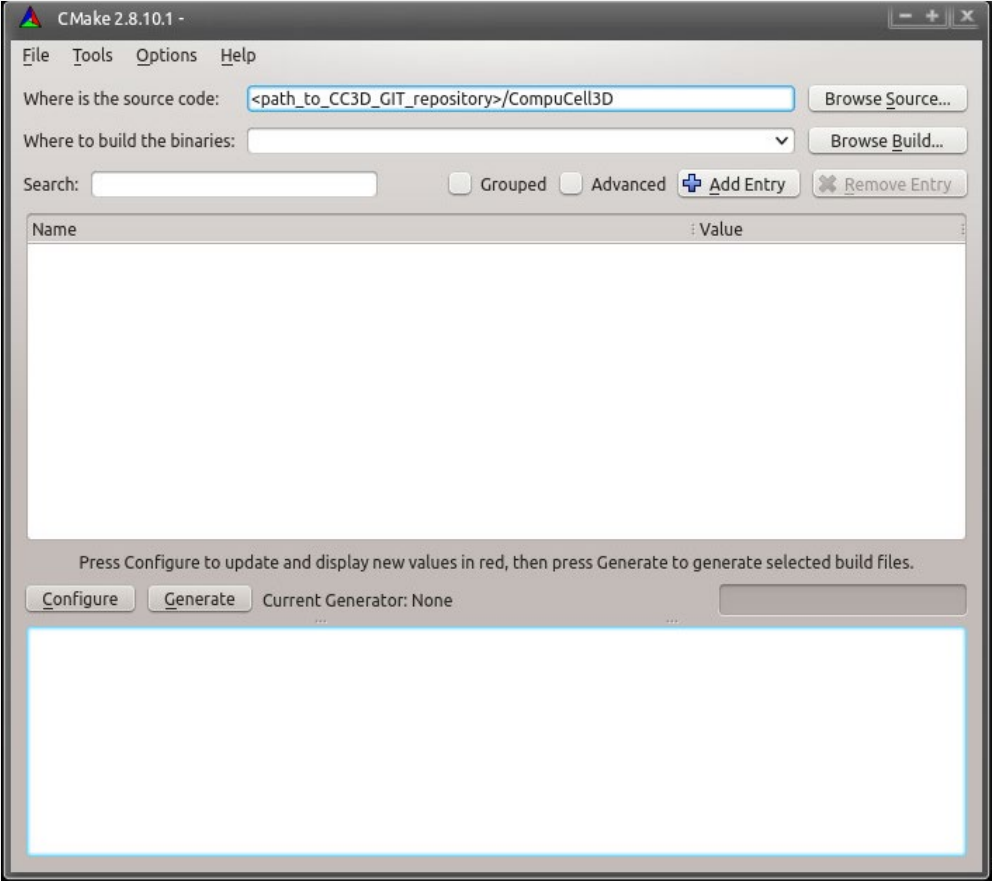 CMake 2.8.10.1 -
File Tools Options Help
Where is the source code: <path_to_CC3D_GIT_repository>/CompuCell3D Browse Source...
Where to build the binaries: Browse Build...
Search: Grouped Advanced Add Entry Remove Entry
Name Value
Press Configure to update and display new values in red, then press Generate to generate selected build files.
Configure Generate Current Generator: None